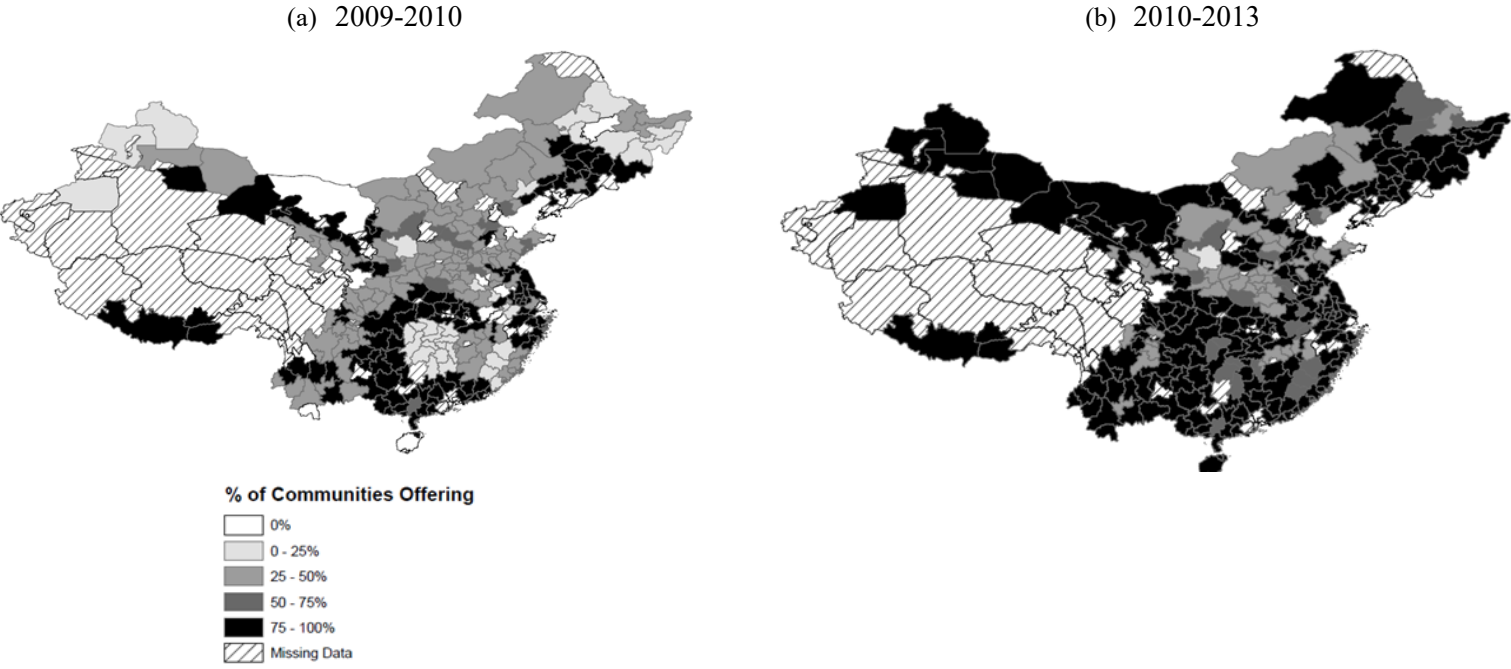 (a) 2009-2010
(b) 2010-2013
% of Communities Offering
0%
0 - 25%
25 - 50%
50 - 75%
75 - 100%
Missing Data